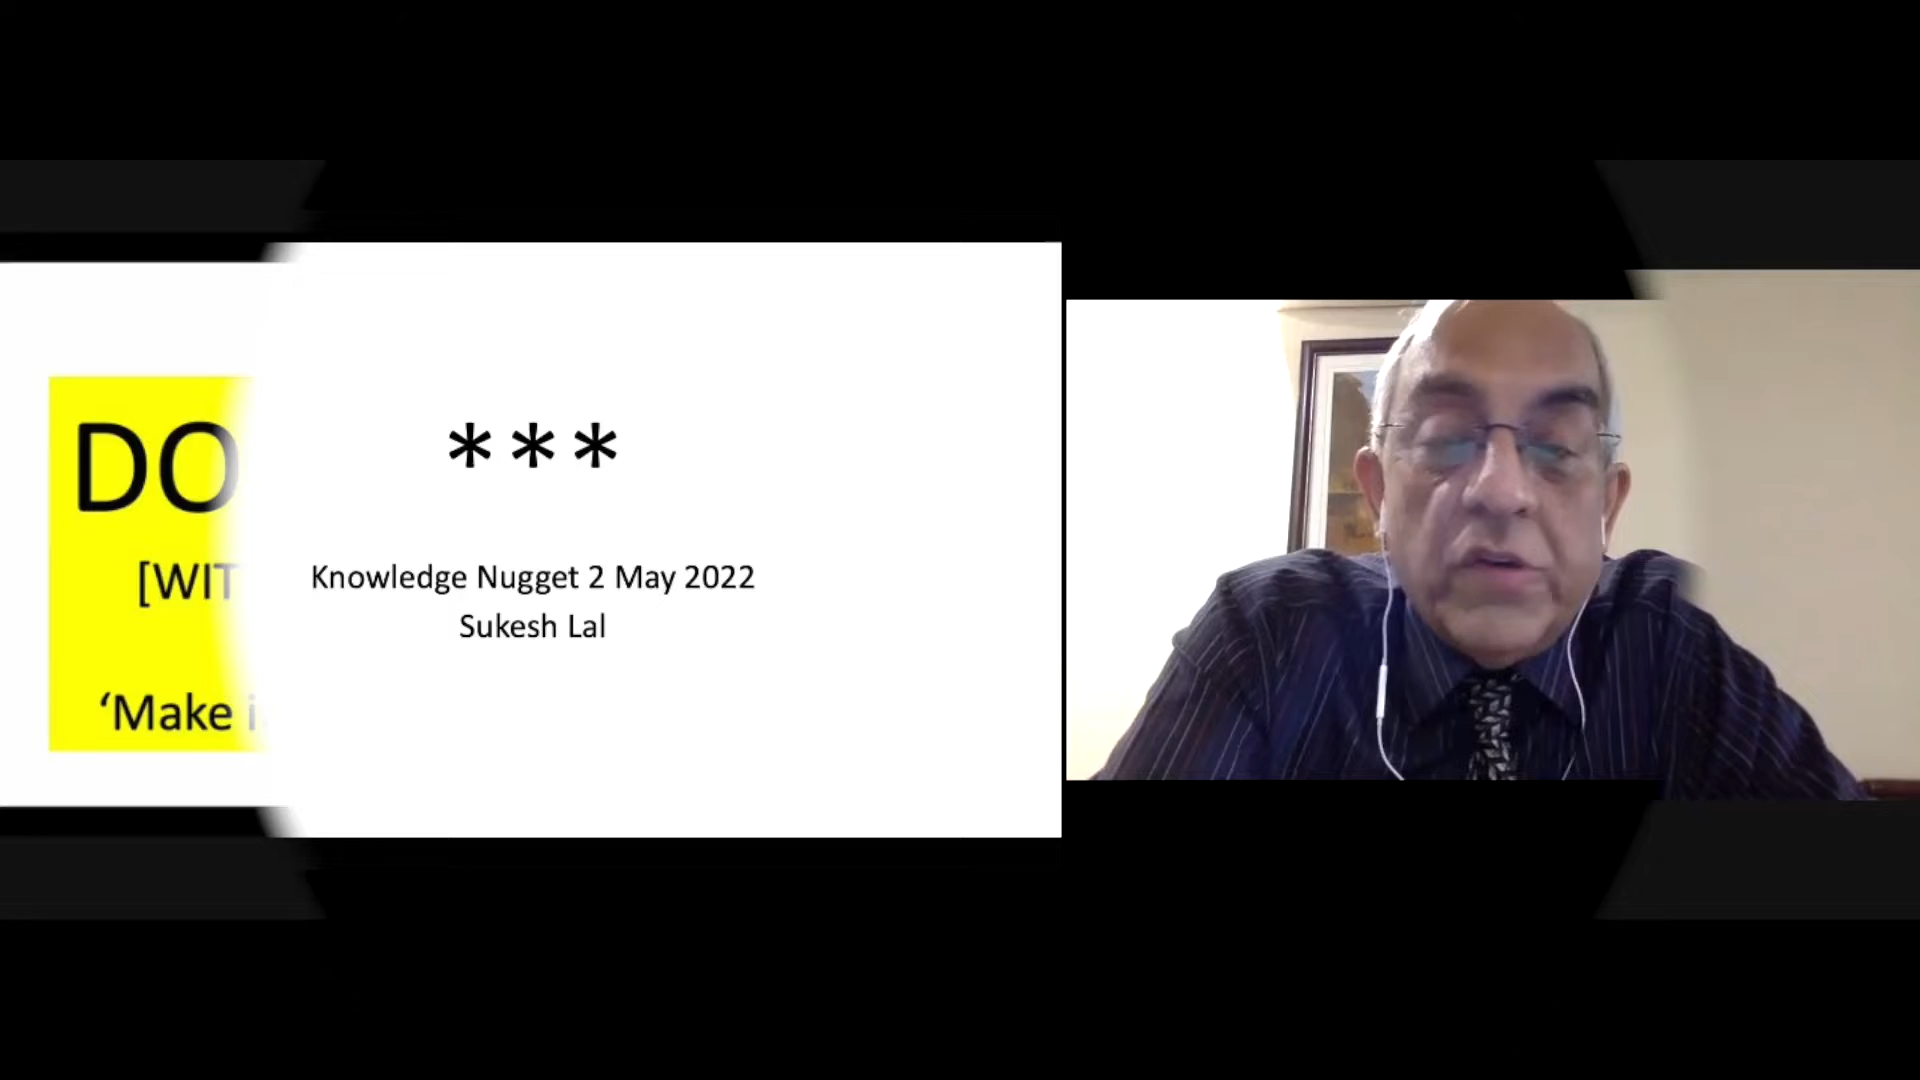 DO
[WIT
‘Make i
***
Knowledge Nugget 2 May 2022
Sukesh Lal